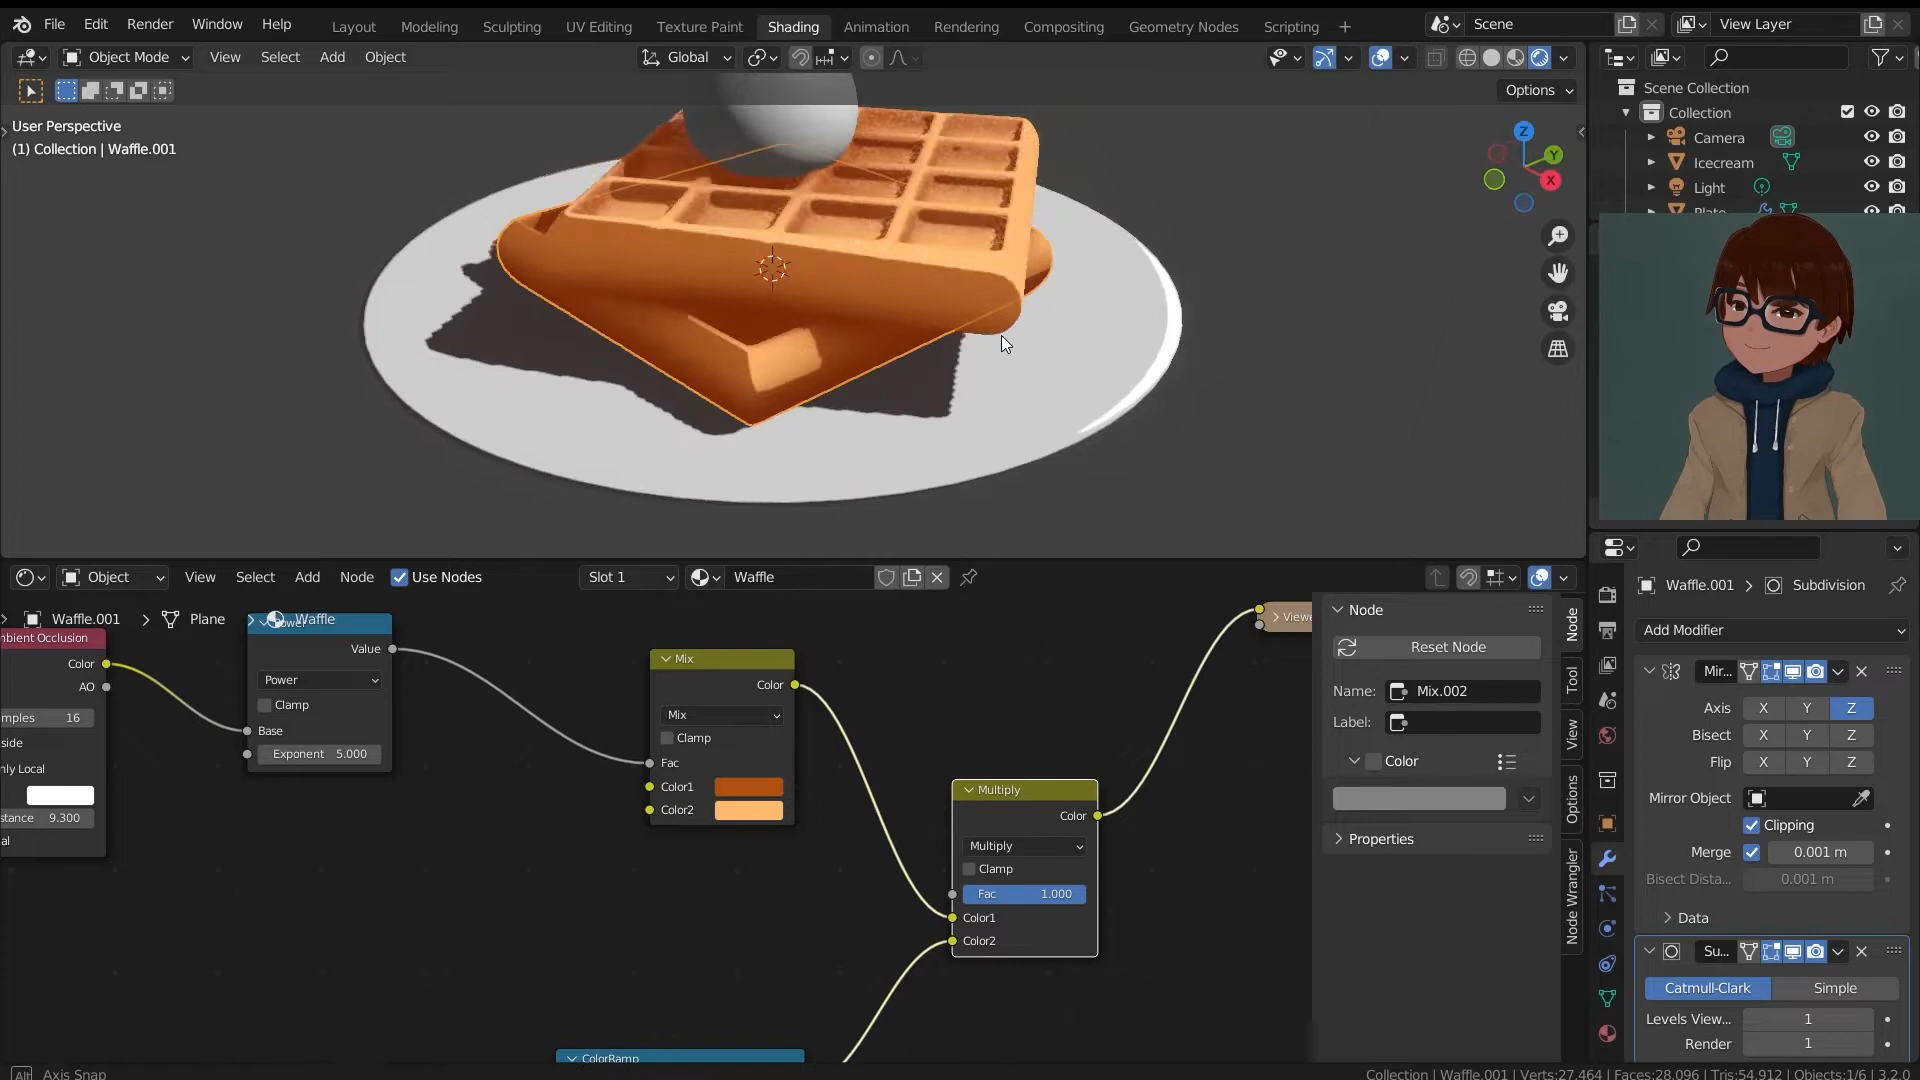 File Edit Render Window Help Layout Modeling Sculpting UV Editing Texture Paint Shading Animation Rendering Compositing Geometry Nodes Scripting + Scene View Layer
Object Mode View Select Add Object Global
Options
User Perspective
(1) Collection | Waffle.001
Z
Y
X
Scene Collection
Collection
Camera
Icecream
Light
Plate
Object View Select Add Node Use Nodes Slot 1 Waffle
Waffle.001 > Plane > Waffle
Ambient Occlusion
Color
AO
16
9.300
Power
Value
Power
Clamp
Base
Exponent 5.000
Mix
Color
Mix
Clamp
Fac
Color1
Color2
Multiply
Color
Multiply
Clamp
Fac 1.000
Color1
Color2
ColorRamp
Node
Reset Node
Name: Mix.002
Label:
Color
Properties
Node
Tool
View
Options
Node Wrangler
Waffle.001 > Subdivision
Add Modifier
Mir...
Axis X Y Z
Bisect X Y Z
Flip X Y Z
Mirror Object
Clipping
Merge 0.001 m
Bisect Dista... 0.001 m
Data
Su...
Catmull-Clark Simple
Levels View... 1
Render 1
Alt Axis Snap
Collection | Waffle.001 | Verts:27,464 | Faces:28,096 | Tris:54,912 | Objects:1/6 | 3.2.0